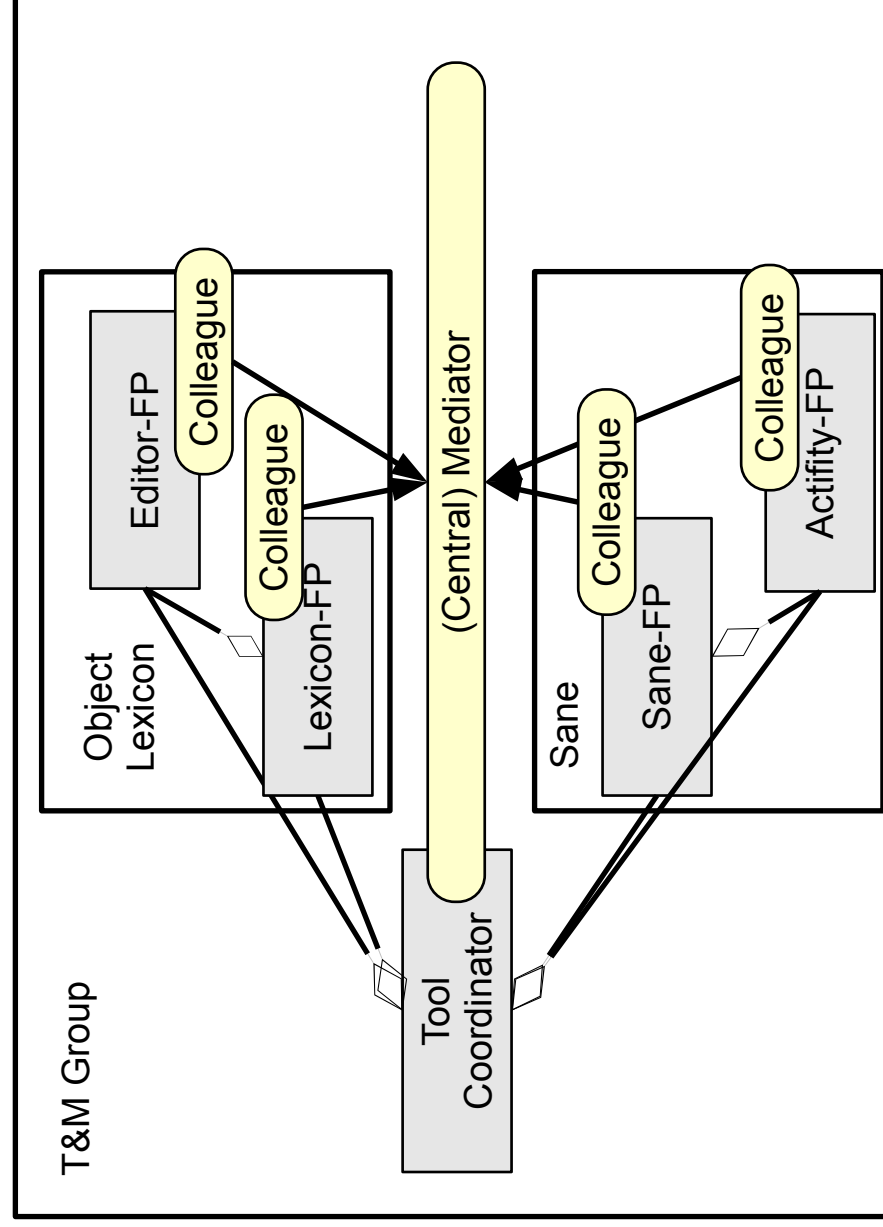 T&M Group
Tool
Coordinator
Object
Lexicon
Editor-FP
Colleague
Lexicon-FP
Colleague
(Central) Mediator
Sane
Sane-FP
Colleague
Actifity-FP
Colleague